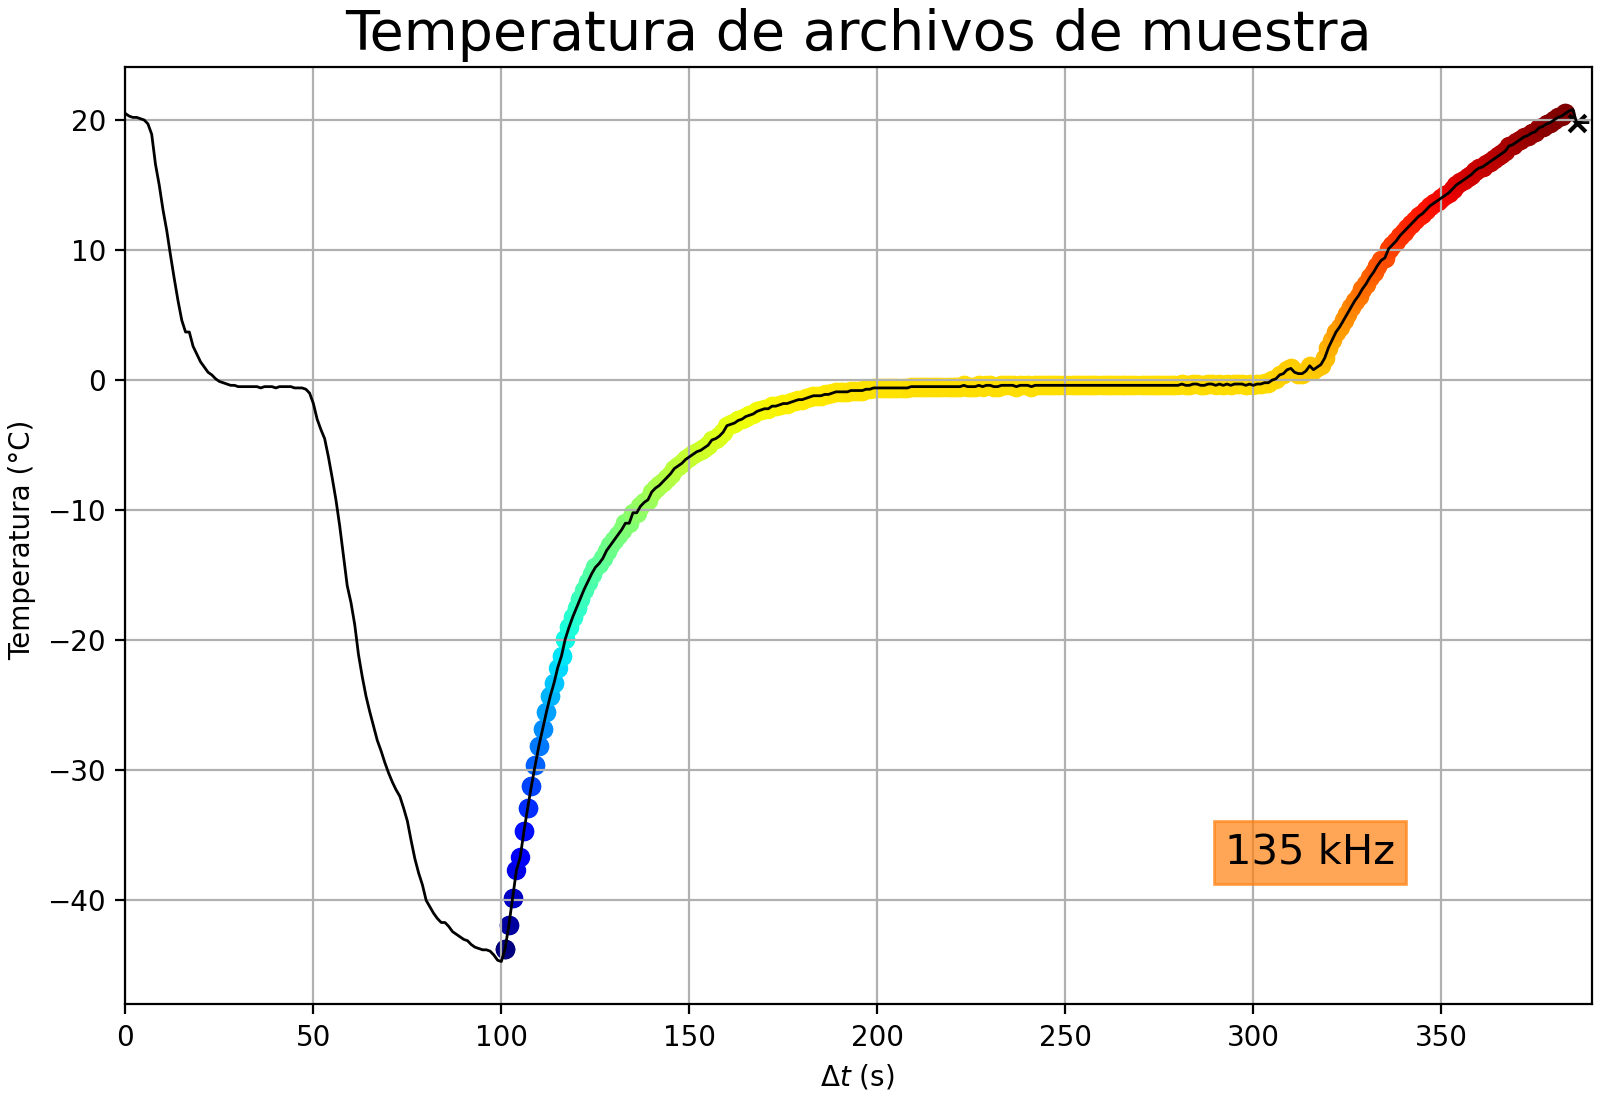 Temperatura de archivos de muestra
Temperatura (°C)
20
10
0
−10
−20
−30
−40
135 kHz
0 50 100 150 200 250 300 350
Δt (s)